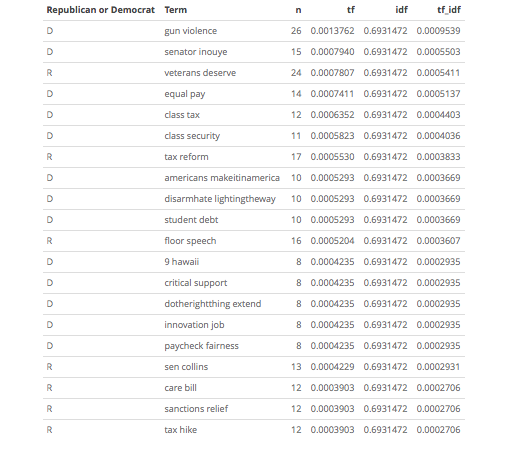 Republican or Democrat Term n tf idf tf_idf
D gun violence 26 0.0013762 0.6931472 0.0009539
D senator inouye 15 0.0007940 0.6931472 0.0005503
R veterans deserve 24 0.0007807 0.6931472 0.0005411
D equal pay 14 0.0007411 0.6931472 0.0005137
D class tax 12 0.0006352 0.6931472 0.0004403
D class security 11 0.0005823 0.6931472 0.0004036
R tax reform 17 0.0005530 0.6931472 0.0003833
D americans makeitinamerica 10 0.0005293 0.6931472 0.0003669
D disarmhate lightingtheway 10 0.0005293 0.6931472 0.0003669
D student debt 10 0.0005293 0.6931472 0.0003669
R floor speech 16 0.0005204 0.6931472 0.0003607
D 9 hawaii 8 0.0004235 0.6931472 0.0002935
D critical support 8 0.0004235 0.6931472 0.0002935
D dotherightthing extend 8 0.0004235 0.6931472 0.0002935
D innovation job 8 0.0004235 0.6931472 0.0002935
D paycheck fairness 8 0.0004235 0.6931472 0.0002935
R sen collins 13 0.0004229 0.6931472 0.0002931
R care bill 12 0.0003903 0.6931472 0.0002706
R sanctions relief 12 0.0003903 0.6931472 0.0002706
R tax hike 12 0.0003903 0.6931472 0.0002706